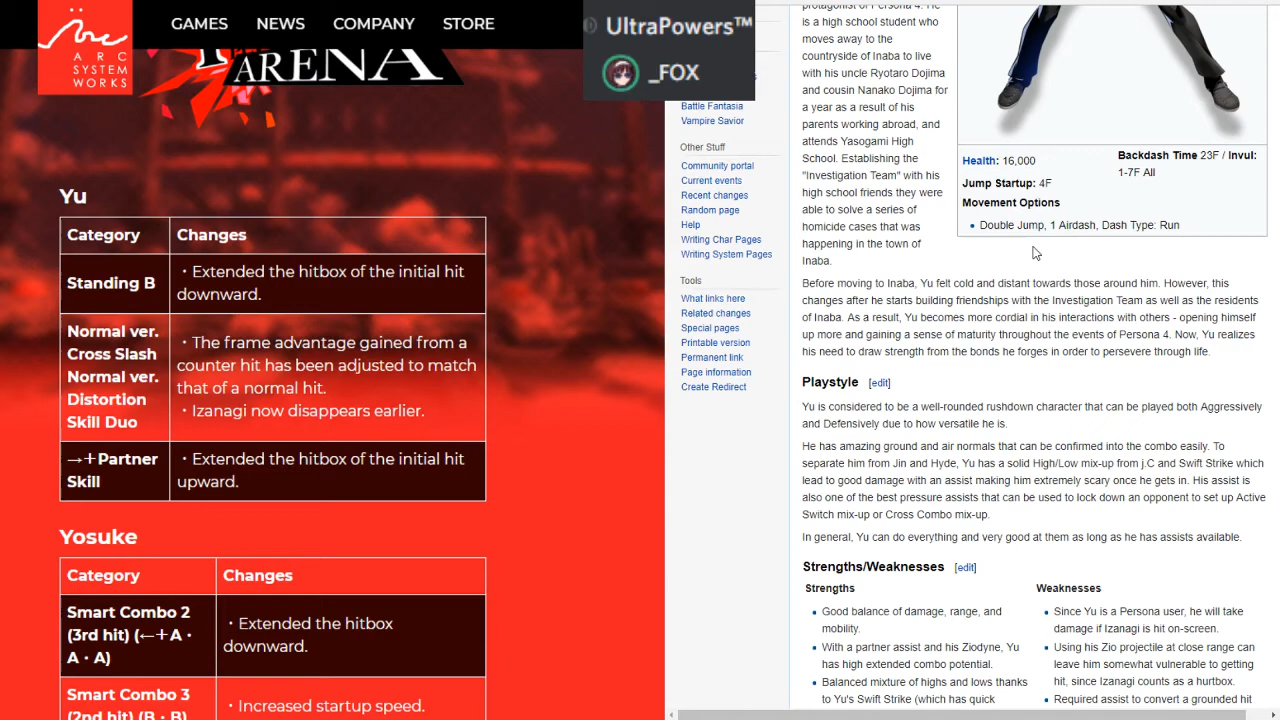 GAMES NEWS COMPANY STORE
ARC
SYSTEM
WORKS
ARENA
UltraPowers™
_FOX
Yu
Category Changes
Standing B
・Extended the hitbox of the initial hit
downward.
Normal ver.
Cross Slash
Normal ver.
Distortion
Skill Duo
・The frame advantage gained from a
counter hit has been adjusted to match
that of a normal hit.
・Izanagi now disappears earlier.
→+Partner
Skill
・Extended the hitbox of the initial hit
upward.
Yosuke
Category Changes
Smart Combo 2
(3rd hit) (←+A・
A・A)
・Extended the hitbox
downward.
Smart Combo 3
(2nd hit) (B・B)
・Increased startup speed.
Battle Fantasia
Vampire Savior
Other Stuff
Community portal
Current events
Recent changes
Random page
Help
Writing Char Pages
Writing System Pages
Tools
What links here
Related changes
Special pages
Printable version
Permanent link
Page information
Create Redirect
protagonist of Persona 4. He
is a high school student who
moves away to the
countryside of Inaba to live
with his uncle Ryotaro Dojima
and cousin Nanako Dojima for
a year as a result of his
parents working abroad, and
attends Yasogami High
School. Establishing the
"Investigation Team" with his
high school friends they were
able to solve a series of
homicide cases that was
happening in the town of
Inaba.
Health: 16,000
Jump Startup: 4F
Backdash Time 23F / Invul:
1-7F All
Movement Options
Double Jump, 1 Airdash, Dash Type: Run
Before moving to Inaba, Yu felt cold and distant towards those around him. However, this
changes after he starts building friendships with the Investigation Team as well as the residents
of Inaba. As a result, Yu becomes more cordial in his interactions with others - opening himself
up more and gaining a sense of maturity throughout the events of Persona 4. Now, Yu realizes
his need to draw strength from the bonds he forges in order to persevere through life.
Playstyle [edit]
Yu is considered to be a well-rounded rushdown character that can be played both Aggressively
and Defensively due to how versatile he is.
He has amazing ground and air normals that can be confirmed into the combo easily. To
separate him from Jin and Hyde, Yu has a solid High/Low mix-up from j.C and Swift Strike which
lead to good damage with an assist making him extremely scary once he gets in. His assist is
also one of the best pressure assists that can be used to lock down an opponent to set up Active
Switch mix-up or Cross Combo mix-up.
In general, Yu can do everything and very good at them as long as he has assists available.
Strengths/Weaknesses [edit]
Strengths
Good balance of damage, range, and
mobility.
With a partner assist and his Ziodyne, Yu
has high extended combo potential.
Balanced mixture of highs and lows thanks
to Yu's Swift Strike (which has quick
Weaknesses
Since Yu is a Persona user, he will take
damage if Izanagi is hit on-screen.
Using his Zio projectile at close range can
leave him somewhat vulnerable to getting
hit, since Izanagi counts as a hurtbox.
Required assist to convert a grounded hit